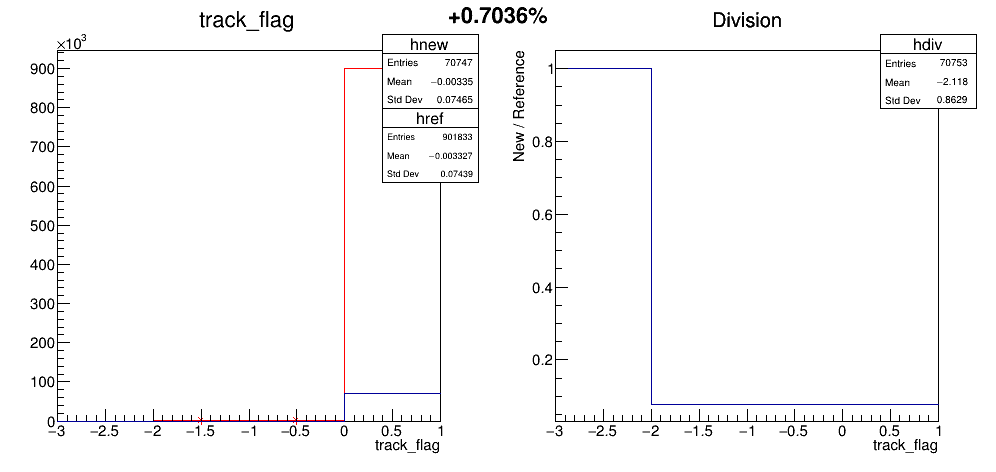 +0.7036%
track_flag
×10³
900
800
700
600
500
400
300
200
100
0
−3 −2.5 −2 −1.5 −1 −0.5 0 0.5 1
track_flag
hnew
Entries 70747
Mean −0.00335
Std Dev 0.07465
href
Entries 901833
Mean −0.003327
Std Dev 0.07439
Division
New / Reference
1
0.8
0.6
0.4
0.2
−3 −2.5 −2 −1.5 −1 −0.5 0 0.5 1
track_flag
hdiv
Entries 70753
Mean −2.118
Std Dev 0.8629